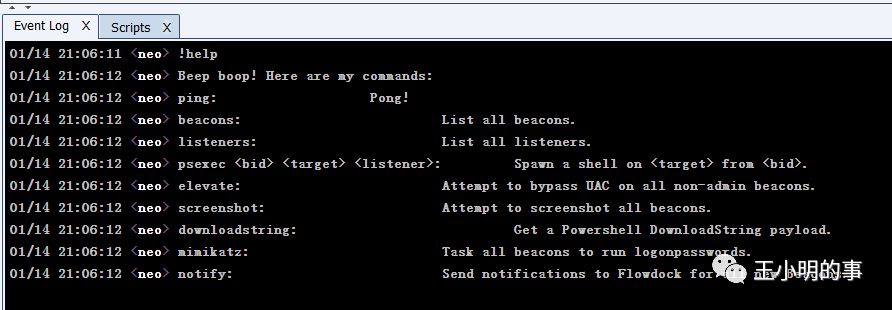 Event Log X Scripts X
01/14 21:06:11 <neo> !help
01/14 21:06:12 <neo> Beep boop! Here are my commands:
01/14 21:06:12 <neo> ping: Pong!
01/14 21:06:12 <neo> beacons: List all beacons.
01/14 21:06:12 <neo> listeners: List all listeners.
01/14 21:06:12 <neo> psexec <bid> <target> <listener>: Spawn a shell on <target> from <bid>.
01/14 21:06:12 <neo> elevate: Attempt to bypass UAC on all non-admin beacons.
01/14 21:06:12 <neo> screenshot: Attempt to screenshot all beacons.
01/14 21:06:12 <neo> downloadstring: Get a Powershell DownloadString payload.
01/14 21:06:12 <neo> mimikatz: Task all beacons to run logonpasswords.
01/14 21:06:12 <neo> notify: Send notifications to Flowdock for
王小明的事